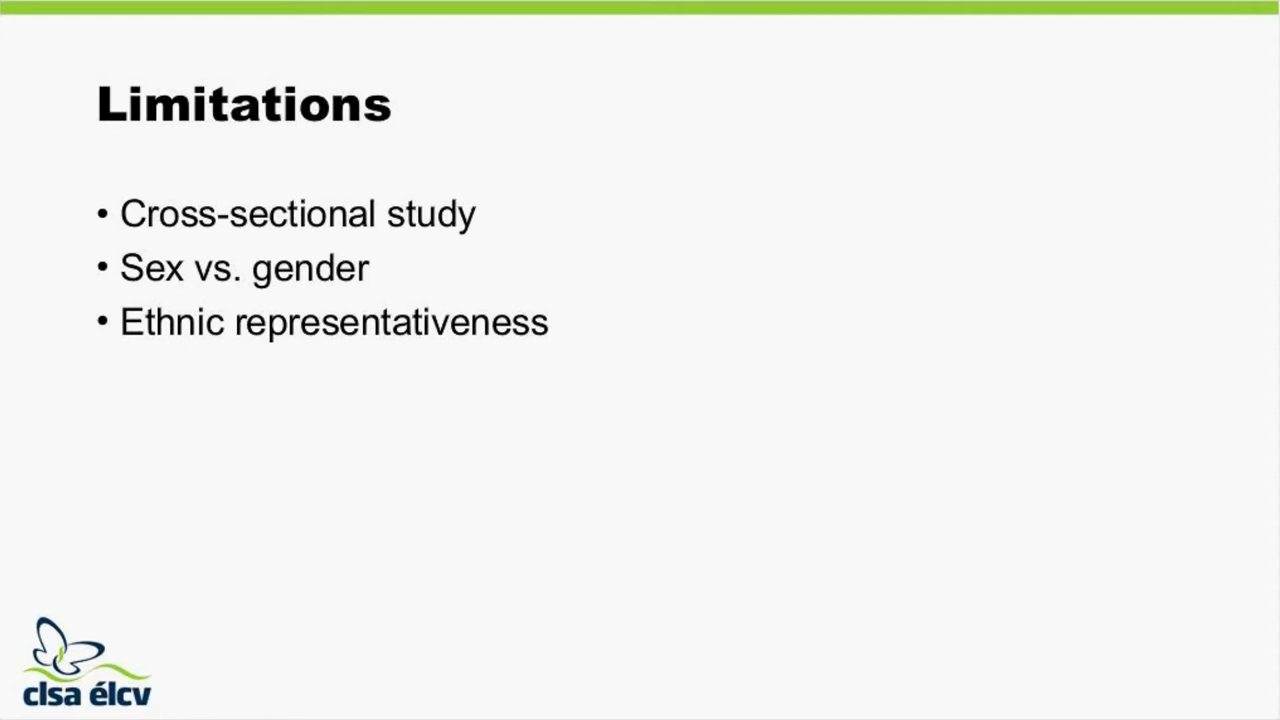 Limitations
• Cross-sectional study
• Sex vs. gender
• Ethnic representativeness
clsa élcv